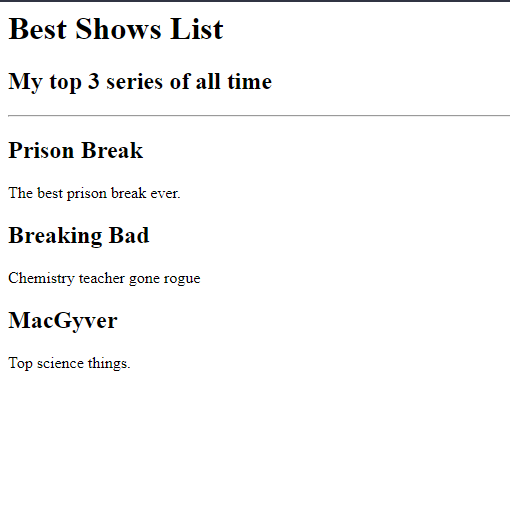 Best Shows List
My top 3 series of all time
Prison Break
The best prison break ever.
Breaking Bad
Chemistry teacher gone rogue
MacGyver
Top science things.